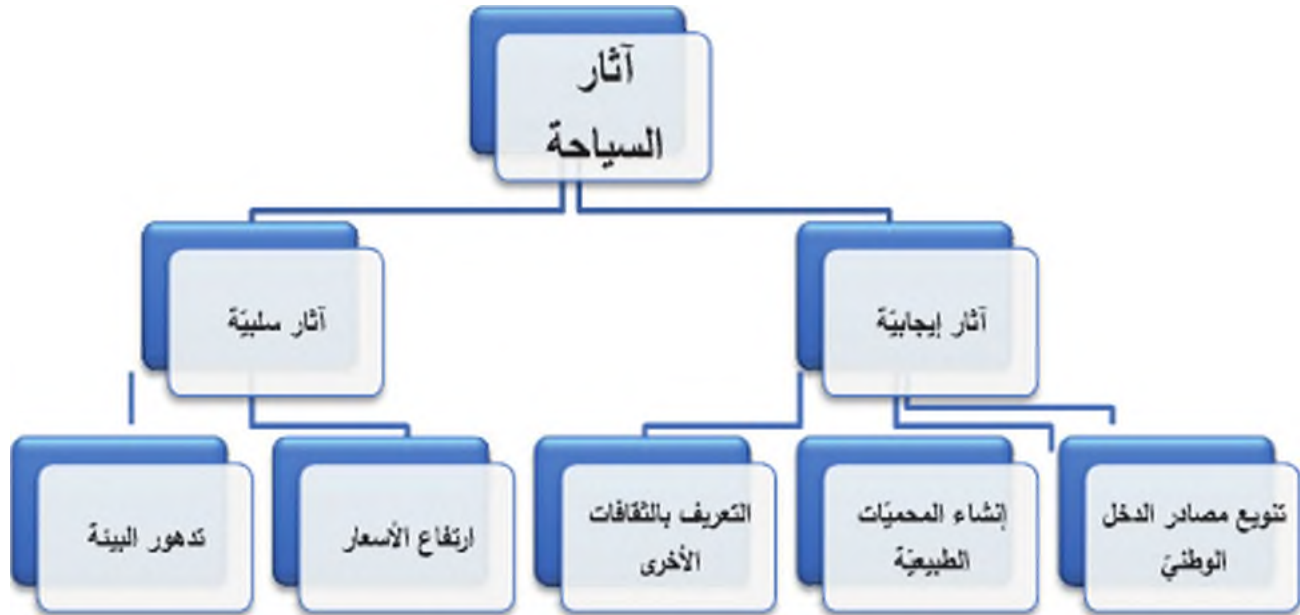 آثار
السياحة
آثار إيجابيّة
آثار سلبيّة
تنويع مصادر الدخل
الوطنيّ
إنشاء المحميّات
الطبيعيّة
التعريف بالثقافات
الأخرى
ارتفاع الأسعار
تدهور البيئة